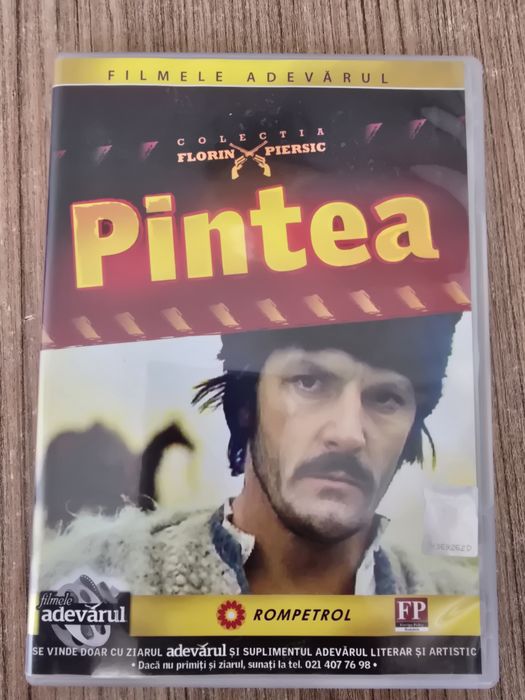 FILMELE ADEVĂRUL
COLECTIA
FLORIN PIERSIC
Pintea
filmele
adevărul
ROMPETROL
FP
SE VINDE DOAR CU ZIARUL adevărul ȘI SUPLIMENTUL ADEVĂRUL LITERAR ȘI ARTISTIC
• Dacă nu primiți și ziarul, sunați la tel. 021 407 76 98 •